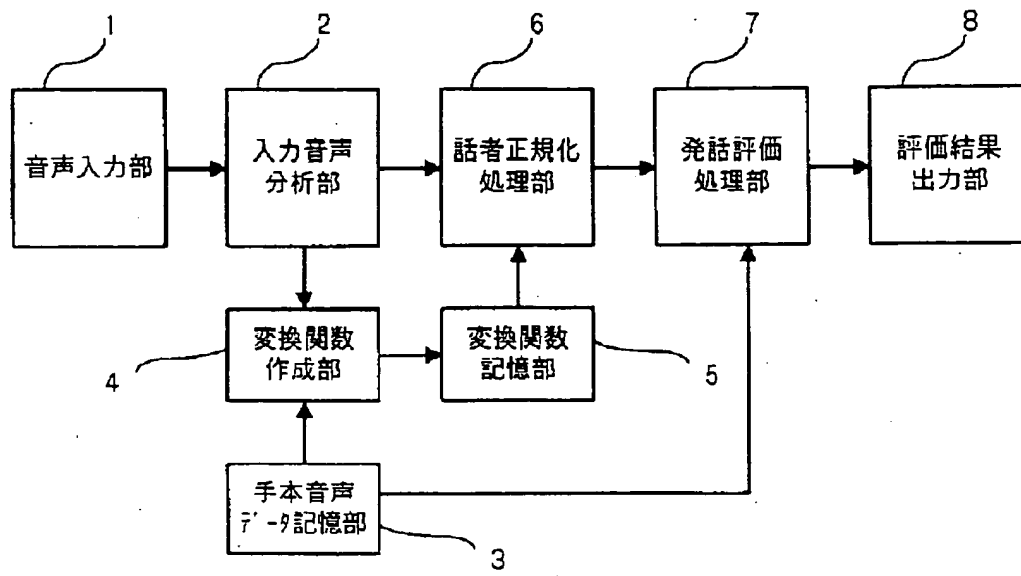 1
2
6
7
8
音声入力部
入力音声
分析部
話者正規化
処理部
発話評価
処理部
評価結果
出力部
4
変換関数
作成部
変換関数
記憶部
5
手本音声
データ記憶部
3